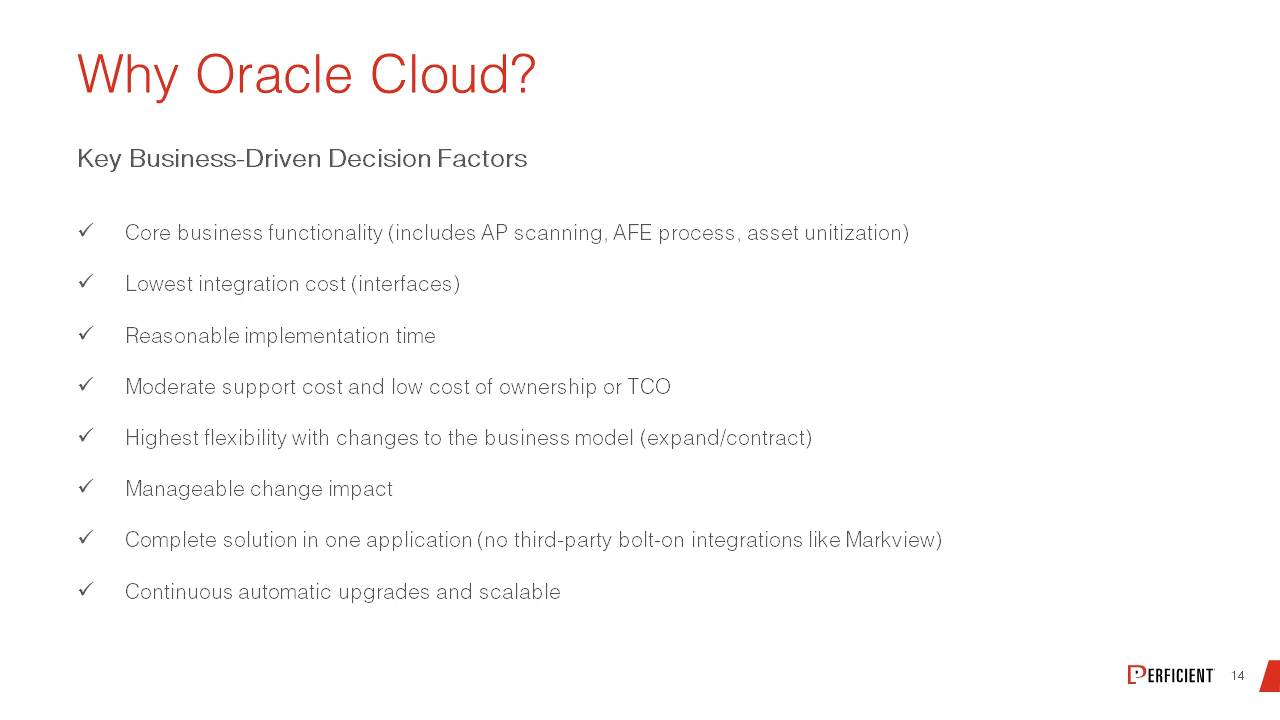 Why Oracle Cloud?
Key Business-Driven Decision Factors
✓ Core business functionality (includes AP scanning, AFE process, asset unitization)
✓ Lowest integration cost (interfaces)
✓ Reasonable implementation time
✓ Moderate support cost and low cost of ownership or TCO
✓ Highest flexibility with changes to the business model (expand/contract)
✓ Manageable change impact
✓ Complete solution in one application (no third-party bolt-on integrations like Markview)
✓ Continuous automatic upgrades and scalable
PERFICIENT 14